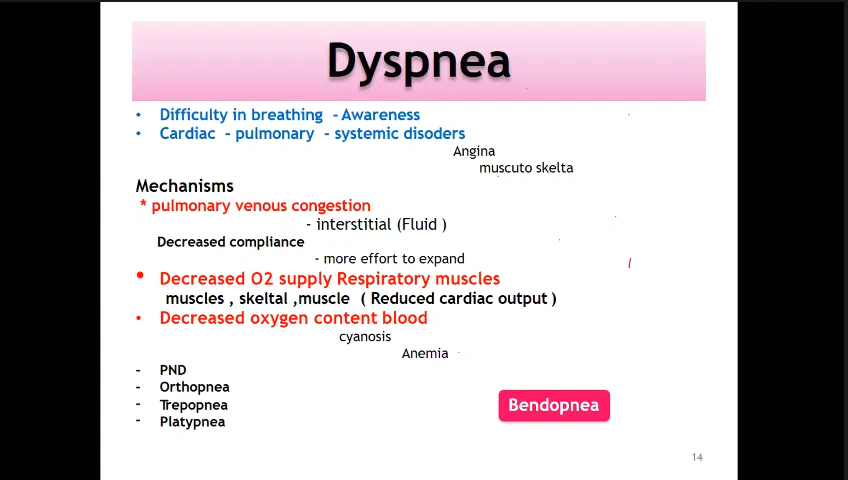 Dyspnea
• Difficulty in breathing - Awareness
• Cardiac - pulmonary - systemic disoders
Angina
muscuto skelta
Mechanisms
* pulmonary venous congestion
- interstitial (Fluid )
Decreased compliance
- more effort to expand
• Decreased O2 supply Respiratory muscles
muscles , skeltal ,muscle ( Reduced cardiac output )
• Decreased oxygen content blood
cyanosis
Anemia
- PND
- Orthopnea
- Trepopnea
- Platypnea
Bendopnea
14